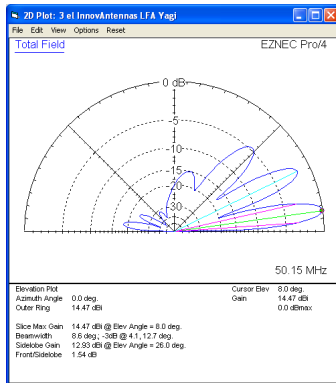 2D Plot: 3 el InnovAntennas LFA Yagi
File Edit View Options Reset
Total Field EZNEC Pro/4
0 dB
-5
-10
-15
-20
-30
50.15 MHz
Elevation Plot Cursor Elev 8.0 deg.
Azimuth Angle 0.0 deg. Gain 14.47 dBi
Outer Ring 14.47 dBi 0.0 dBmax
Slice Max Gain 14.47 dBi @ Elev Angle = 8.0 deg.
Beamwidth 8.6 deg.; -3dB @ 4.1, 12.7 deg.
Sidelobe Gain 12.93 dBi @ Elev Angle = 26.0 deg.
Front/Sidelobe 1.54 dB